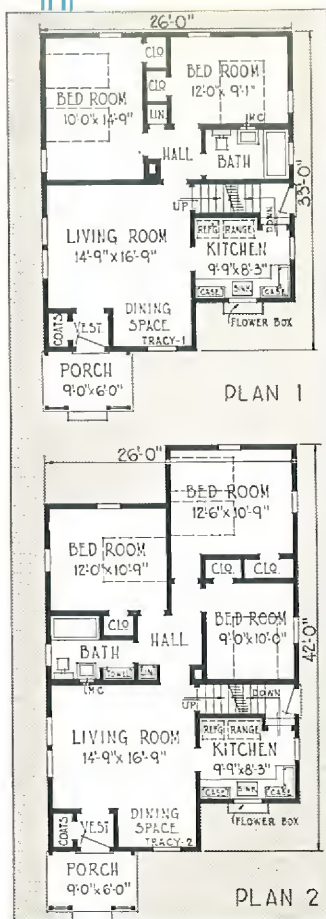 26'-0"
CLO.
BED ROOM
12'-0" X 9'-1"
CLO.
BED ROOM
10'-0" X 14'-9"
LIN.
M.C.
HALL
BATH
33'-0"
UP
DOWN
REFG. RANGE
LIVING ROOM
14'-9" X 16'-9"
KITCHEN
9'-9" X 8'-3"
CASE SINK CASE
DINING
SPACE
TRACY-1
FLOWER BOX
COATS
VEST.
PORCH
9'-0" X 6'-0"
PLAN 1
26'-0"
BED ROOM
12'-6" X 10'-9"
BED ROOM
12'-0" X 10'-9"
CLO. CLO.
CLO.
HALL
BED ROOM
9'-0" X 10'-0"
BATH
LIN.
M.C.
42'-0"
UP
DOWN
REFG. RANGE
LIVING ROOM
14'-9" X 16'-9"
KITCHEN
9'-9" X 8'-3"
CASE SINK CASE
DINING
SPACE
TRACY-2
FLOWER BOX
COATS
VEST.
PORCH
9'-0" X 6'-0"
PLAN 2